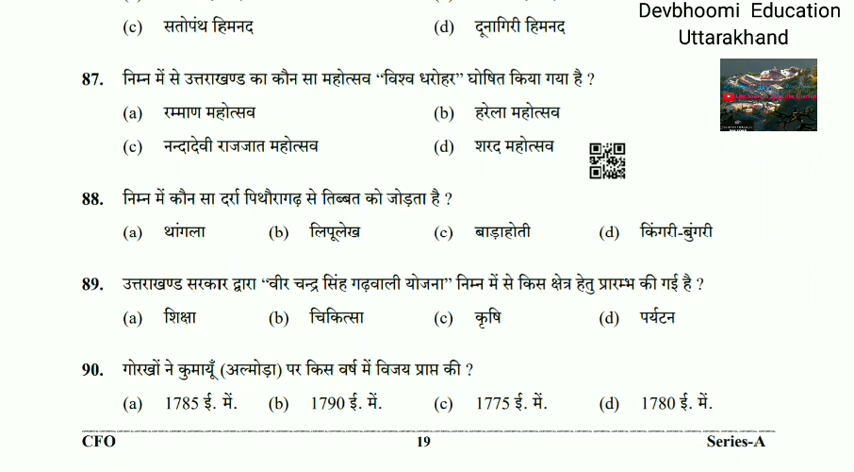 Devbhoomi Education
Uttarakhand
(c) सतोपंथ हिमनद (d) दूनागिरी हिमनद
87. निम्न में से उत्तराखण्ड का कौन सा महोत्सव “विश्व धरोहर” घोषित किया गया है ?
(a) रम्माण महोत्सव (b) हरेला महोत्सव
(c) नन्दादेवी राजजात महोत्सव (d) शरद महोत्सव
88. निम्न में कौन सा दर्रा पिथौरागढ़ से तिब्बत को जोड़ता है ?
(a) थांगला (b) लिपूलेख (c) बाड़ाहोती (d) किंगरी-बुंगरी
89. उत्तराखण्ड सरकार द्वारा “वीर चन्द्र सिंह गढ़वाली योजना” निम्न में से किस क्षेत्र हेतु प्रारम्भ की गई है ?
(a) शिक्षा (b) चिकित्सा (c) कृषि (d) पर्यटन
90. गोरखों ने कुमायूँ (अल्मोड़ा) पर किस वर्ष में विजय प्राप्त की ?
(a) 1785 ई. में. (b) 1790 ई. में. (c) 1775 ई. में. (d) 1780 ई. में.
CFO 19 Series-A